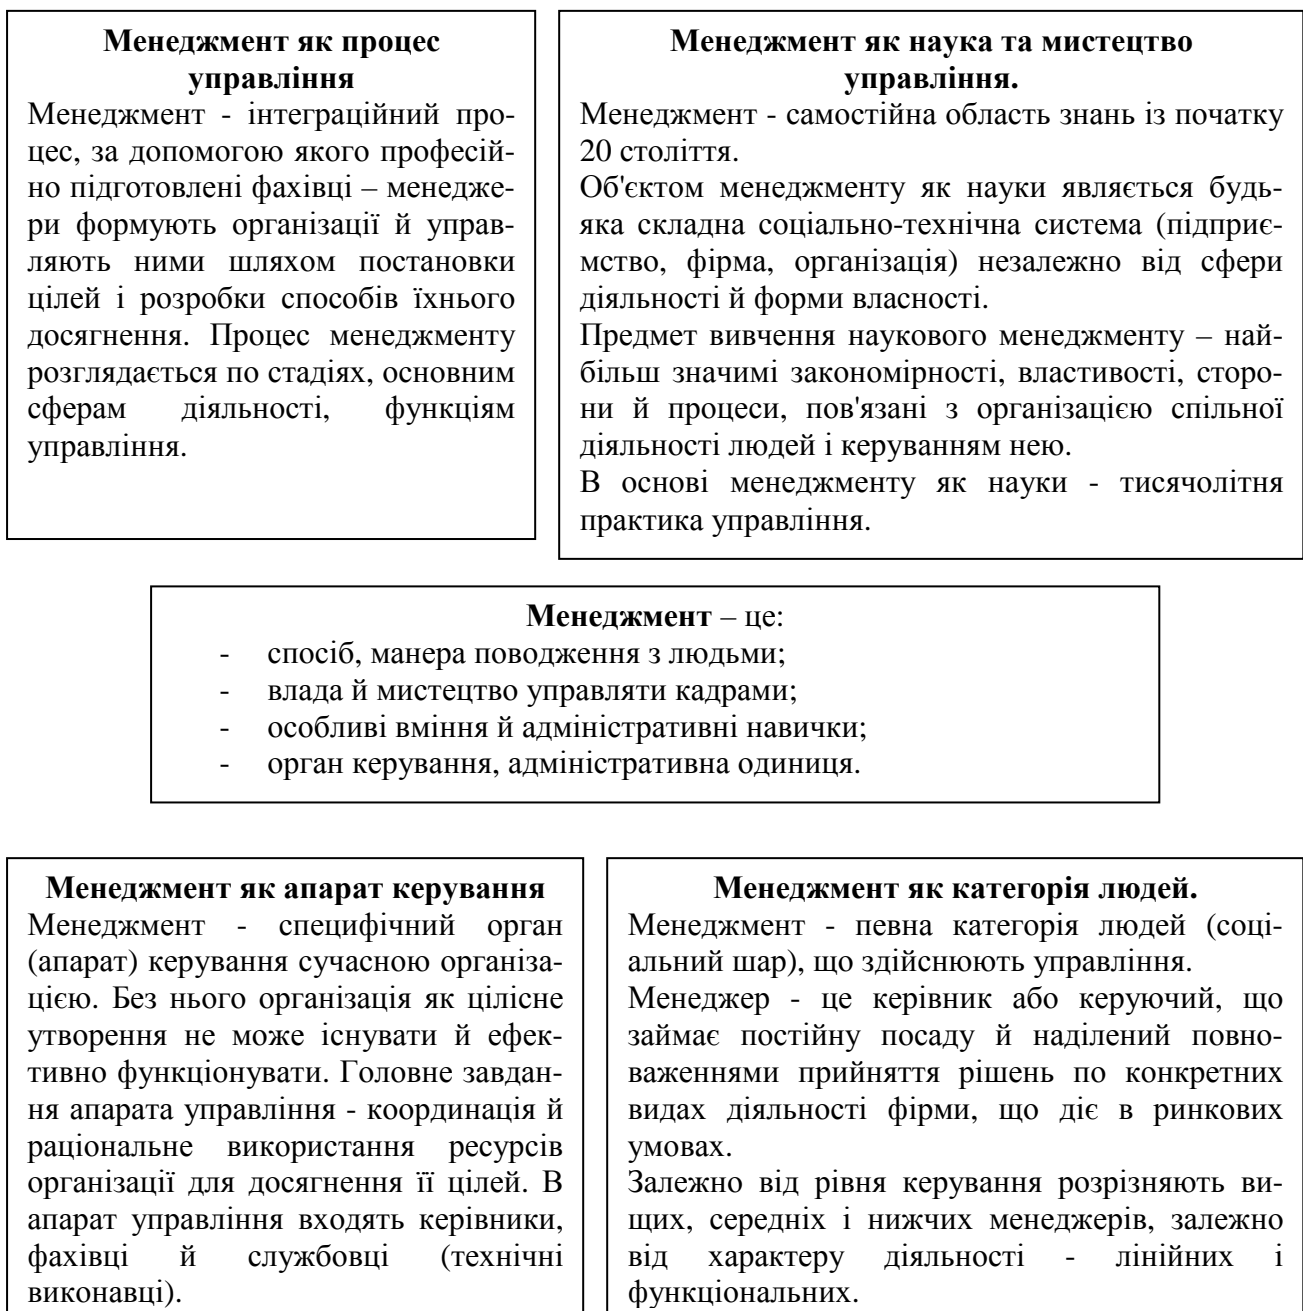 Менеджмент як процес
управління
Менеджмент - інтеграційний про-
цес, за допомогою якого професій-
но підготовлені фахівці – менедже-
ри формують організації й управ-
ляють ними шляхом постановки
цілей і розробки способів їхнього
досягнення. Процес менеджменту
розглядається по стадіях, основним
сферам діяльності, функціям
управління.
Менеджмент як наука та мистецтво
управління.
Менеджмент - самостійна область знань із початку
20 століття.
Об'єктом менеджменту як науки являється будь-
яка складна соціально-технічна система (підприє-
мство, фірма, організація) незалежно від сфери
діяльності й форми власності.
Предмет вивчення наукового менеджменту – най-
більш значимі закономірності, властивості, сторо-
ни й процеси, пов'язані з організацією спільної
діяльності людей і керуванням нею.
В основі менеджменту як науки - тисячолітня
практика управління.
Менеджмент – це:
- спосіб, манера поводження з людьми;
- влада й мистецтво управляти кадрами;
- особливі вміння й адміністративні навички;
- орган керування, адміністративна одиниця.
Менеджмент як апарат керування
Менеджмент - специфічний орган
(апарат) керування сучасною організа-
цією. Без нього організація як цілісне
утворення не може існувати й ефек-
тивно функціонувати. Головне завдан-
ня апарата управління - координація й
раціональне використання ресурсів
організації для досягнення її цілей. В
апарат управління входять керівники,
фахівці й службовці (технічні
виконавці).
Менеджмент як категорія людей.
Менеджмент - певна категорія людей (соці-
альний шар), що здійснюють управління.
Менеджер - це керівник або керуючий, що
займає постійну посаду й наділений повно-
важеннями прийняття рішень по конкретних
видах діяльності фірми, що діє в ринкових
умовах.
Залежно від рівня керування розрізняють ви-
щих, середніх і нижчих менеджерів, залежно
від характеру діяльності - лінійних і
функціональних.